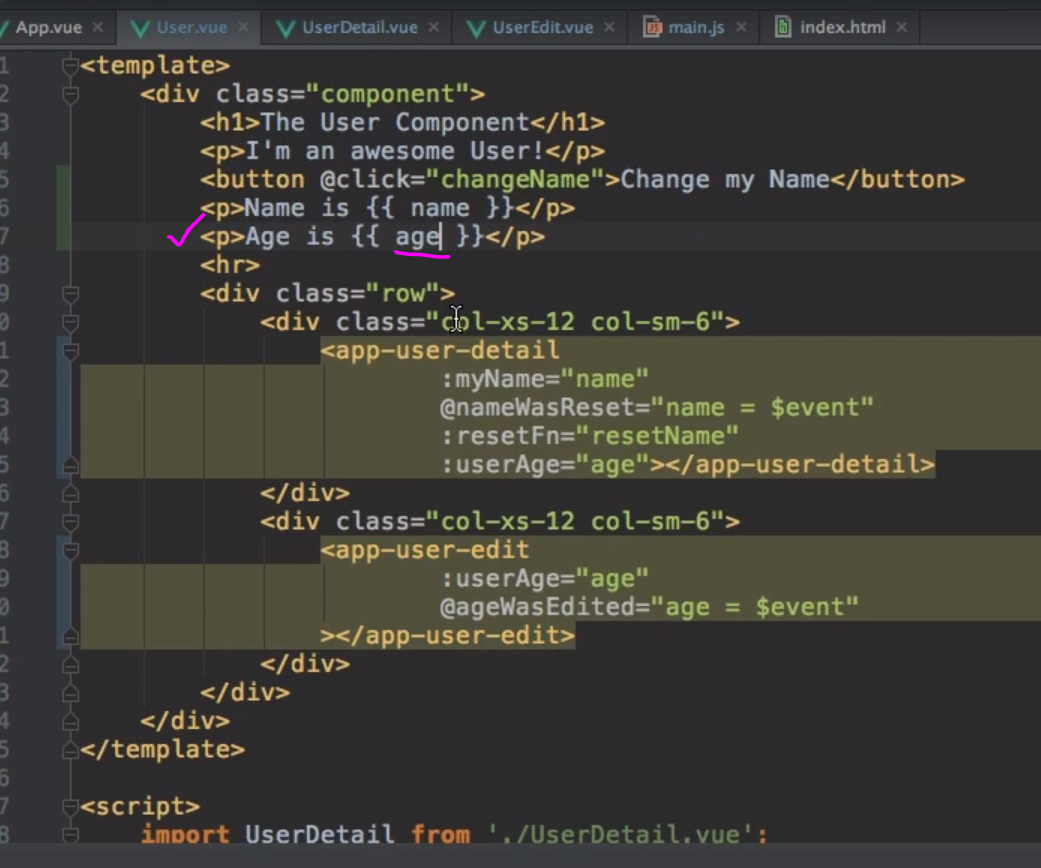 App.vue × User.vue × UserDetail.vue × UserEdit.vue × main.js × index.html ×
1 <template>
2 <div class="component">
3 <h1>The User Component</h1>
4 <p>I'm an awesome User!</p>
5 <button @click="changeName">Change my Name</button>
6 <p>Name is {{ name }}</p>
7 <p>Age is {{ age }}</p>
8 <hr>
9 <div class="row">
0 <div class="col-xs-12 col-sm-6">
1 <app-user-detail
2 :myName="name"
3 @nameWasReset="name = $event"
4 :resetFn="resetName"
5 :userAge="age"></app-user-detail>
6 </div>
7 <div class="col-xs-12 col-sm-6">
8 <app-user-edit
9 :userAge="age"
0 @ageWasEdited="age = $event"
1 ></app-user-edit>
2 </div>
3 </div>
4 </div>
5 </template>
6
7 <script>
8 import UserDetail from './UserDetail.vue';